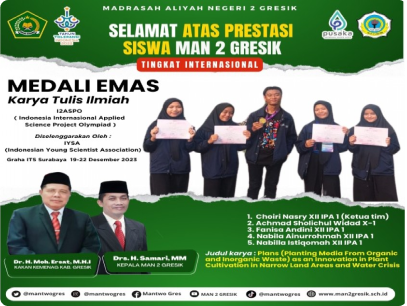 MADRASAH ALIYAH NEGERI 2 GRESIK
SELAMAT ATAS PRESTASI
SISWA MAN 2 GRESIK
TINGKAT INTERNASIONAL
pusaka
MEDALI EMAS
Karya Tulis Ilmiah
I2ASPO
( Indonesia Internasional Applied
Science Project Olympiad )
Diselenggarakan Oleh :
IYSA
(Indonesian Young Scientist Association)
Graha ITS Surabaya 19-22 Desember 2023
1. Choiri Nasry XII IPA 1 (Ketua tim)
2. Achmad Sholichul Widad X-1
3. Fanisa Andini XII IPA 1
4. Nabila Ainurrahmah XII IPA 1
5. Nabilla Istiqomah XII IPA 1
Judul karya : Plans (Planting Media From Organic
and Inorganic Waste) as an Innovation in Plant
Cultivation in Narrow Land Areas and Water Crisis
Dr. H. Moh. Ersat, M.H.I
KAKAN KEMENAG KAB. GRESIK
Drs. H. Samari, MM
KEPALA MAN 2 GRESIK
@mantwogres
@mantwogres
Mantwo Gres
MAN 2 GRESIK
@mantwogres
www.man2gresik.sch.id